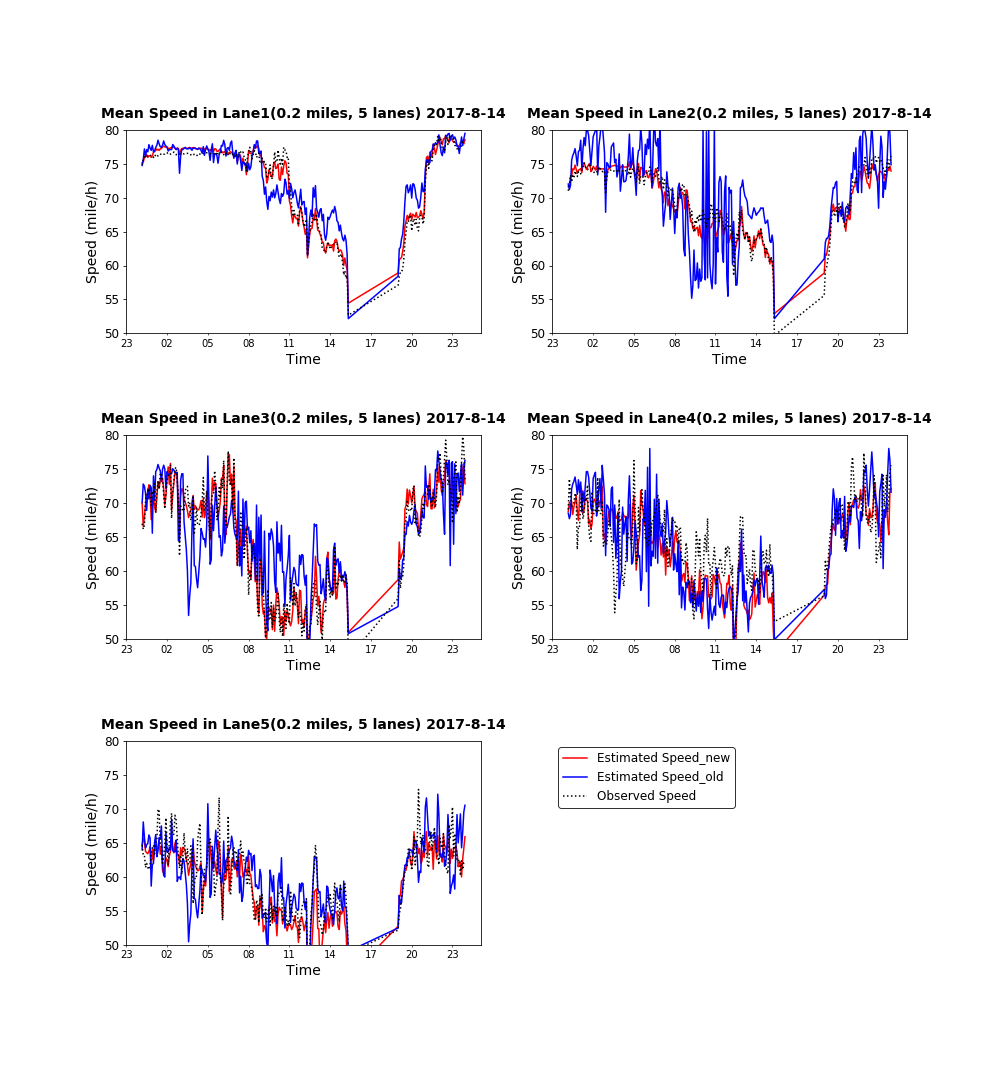 Mean Speed in Lane1(0.2 miles, 5 lanes) 2017-8-14
80
75
70
65
60
55
50
Speed (mile/h)
23 02 05 08 11 14 17 20 23
Time
Mean Speed in Lane2(0.2 miles, 5 lanes) 2017-8-14
80
75
70
65
60
55
50
Speed (mile/h)
23 02 05 08 11 14 17 20 23
Time
Mean Speed in Lane3(0.2 miles, 5 lanes) 2017-8-14
80
75
70
65
60
55
50
Speed (mile/h)
23 02 05 08 11 14 17 20 23
Time
Mean Speed in Lane4(0.2 miles, 5 lanes) 2017-8-14
80
75
70
65
60
55
50
Speed (mile/h)
23 02 05 08 11 14 17 20 23
Time
Mean Speed in Lane5(0.2 miles, 5 lanes) 2017-8-14
80
75
70
65
60
55
50
Speed (mile/h)
23 02 05 08 11 14 17 20 23
Time
Estimated Speed_new
Estimated Speed_old
Observed Speed